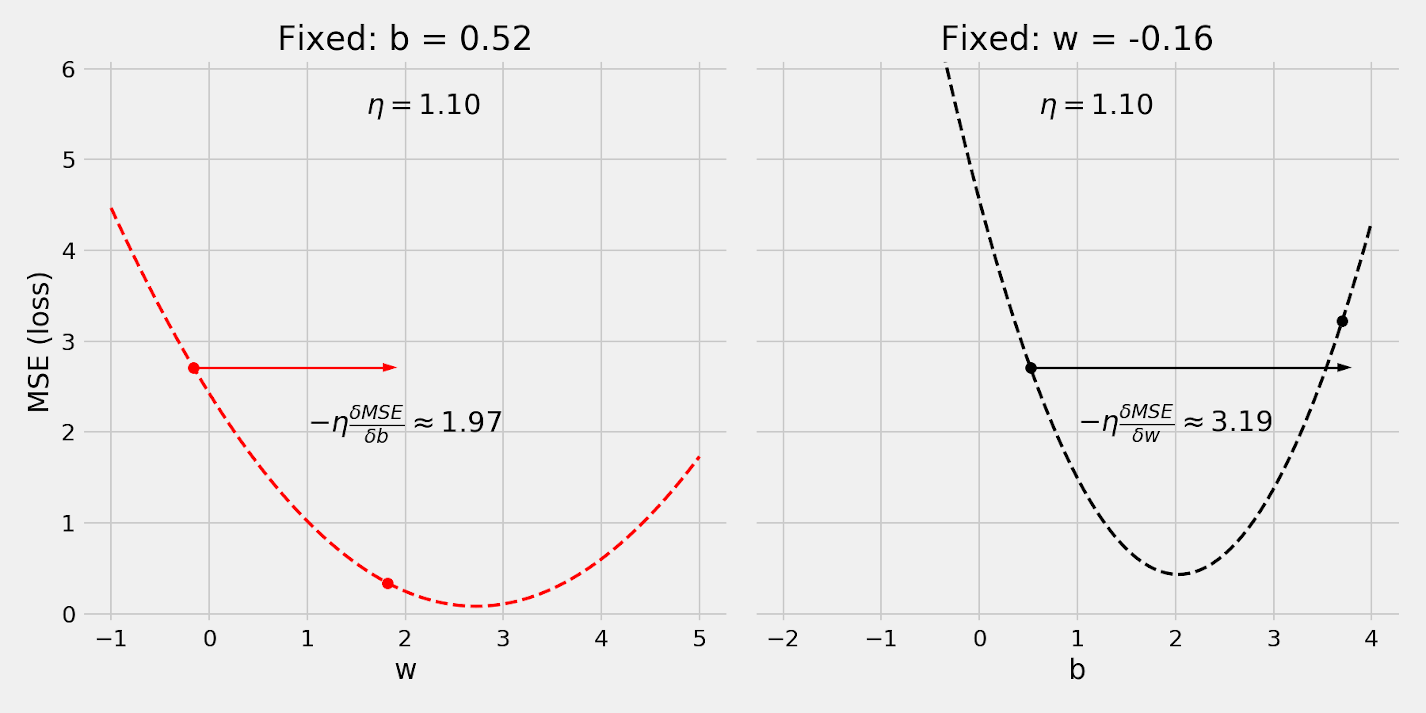 Fixed: b = 0.52
6
5
4
3
2
1
0
MSE (loss)
η = 1.10
−η δMSE/δb ≈ 1.97
−1 0 1 2 3 4 5
w
Fixed: w = -0.16
η = 1.10
−η δMSE/δw ≈ 3.19
−2 −1 0 1 2 3 4
b